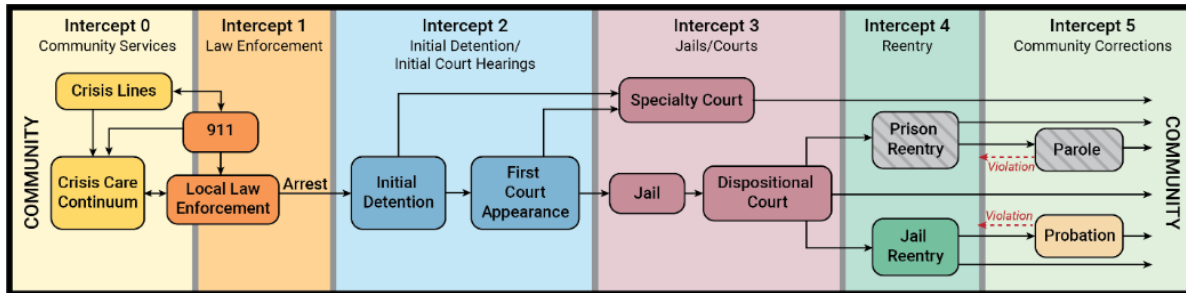 Intercept 0
Community Services
Intercept 1
Law Enforcement
Intercept 2
Initial Detention/
Initial Court Hearings
Intercept 3
Jails/Courts
Intercept 4
Reentry
Intercept 5
Community Corrections
COMMUNITY
Crisis Lines
911
Crisis Care
Continuum
Local Law
Enforcement
Arrest
Initial
Detention
First
Court
Appearance
Specialty Court
Jail
Dispositional
Court
Prison
Reentry
Violation
Parole
Jail
Reentry
Violation
Probation
COMMUNITY